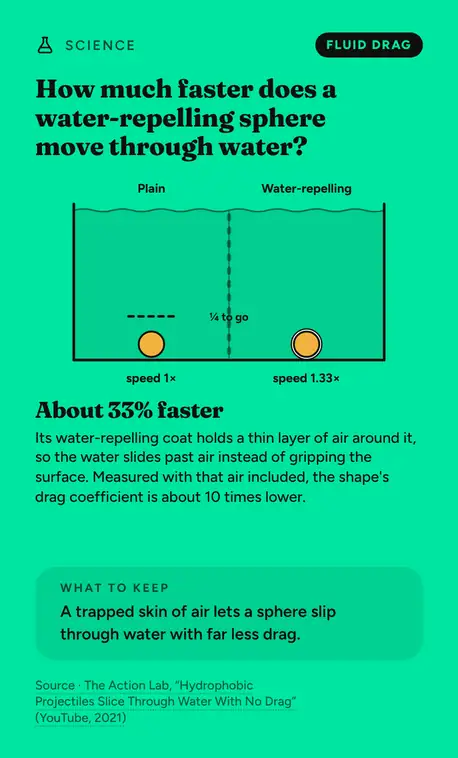 SCIENCE
FLUID DRAG
How much faster does a
water-repelling sphere
move through water?
Plain
Water-repelling
¼ to go
speed 1×
speed 1.33×
About 33% faster
Its water-repelling coat holds a thin layer of air around it,
so the water slides past air instead of gripping the
surface. Measured with that air included, the shape's
drag coefficient is about 10 times lower.
WHAT TO KEEP
A trapped skin of air lets a sphere slip
through water with far less drag.
Source · The Action Lab, “Hydrophobic
Projectiles Slice Through Water With No Drag”
(YouTube, 2021)